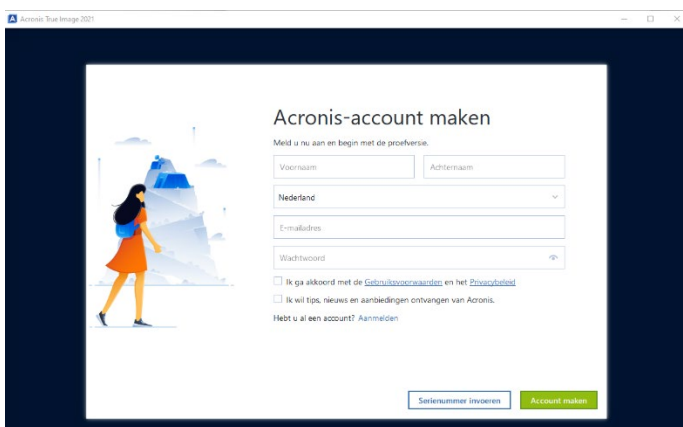 Acronis True Image 2021
Acronis-account maken
Meld u nu aan en begin met de proefversie.
Voornaam Achternaam
Nederland
E-mailadres
Wachtwoord
Ik ga akkoord met de Gebruiksvoorwaarden en het Privacybeleid
Ik wil tips, nieuws en aanbiedingen ontvangen van Acronis.
Hebt u al een account? Aanmelden
Serienummer invoeren Account maken